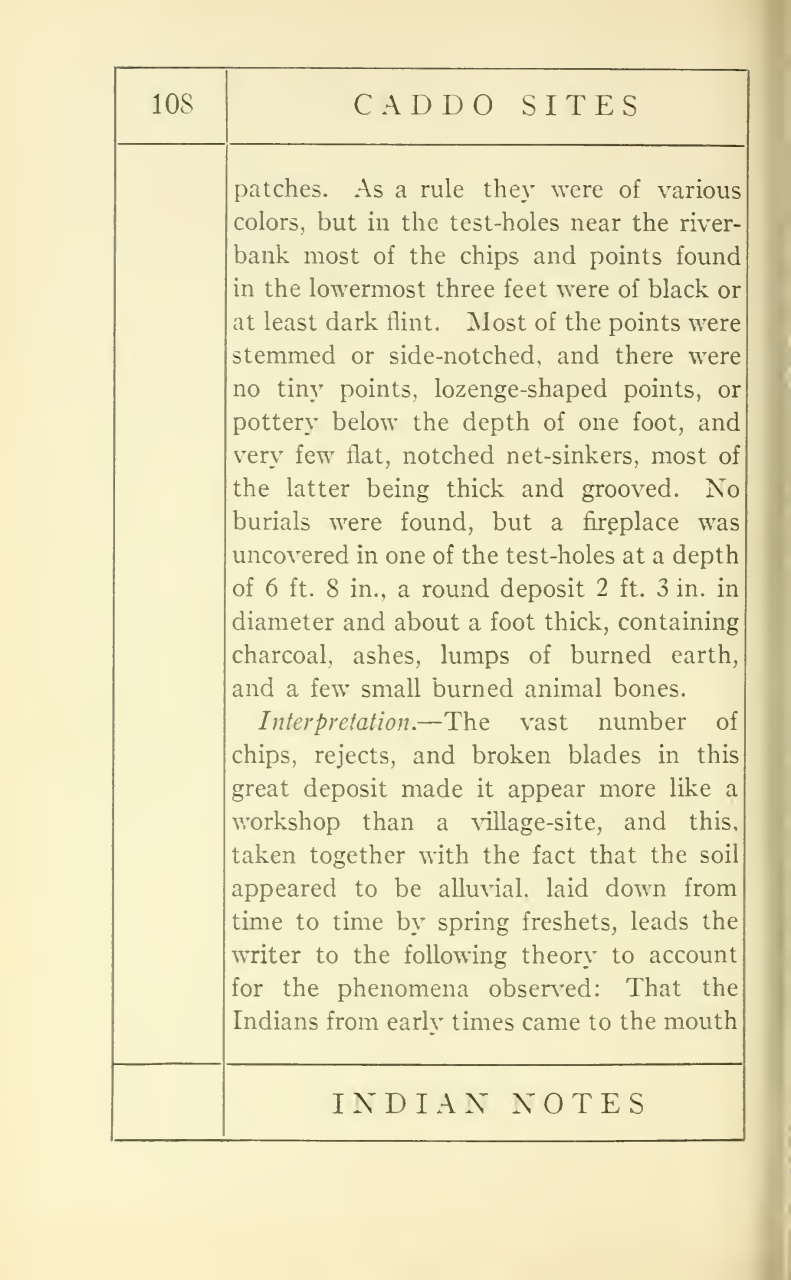 108
CADDO SITES
patches. As a rule they were of various
colors, but in the test-holes near the river-
bank most of the chips and points found
in the lowermost three feet were of black or
at least dark flint. Most of the points were
stemmed or side-notched, and there were
no tiny points, lozenge-shaped points, or
pottery below the depth of one foot, and
very few flat, notched net-sinkers, most of
the latter being thick and grooved. No
burials were found, but a fireplace was
uncovered in one of the test-holes at a depth
of 6 ft. 8 in., a round deposit 2 ft. 3 in. in
diameter and about a foot thick, containing
charcoal, ashes, lumps of burned earth,
and a few small burned animal bones.
Interpretation.—The vast number of
chips, rejects, and broken blades in this
great deposit made it appear more like a
workshop than a village-site, and this,
taken together with the fact that the soil
appeared to be alluvial, laid down from
time to time by spring freshets, leads the
writer to the following theory to account
for the phenomena observed: That the
Indians from early times came to the mouth
INDIAN NOTES